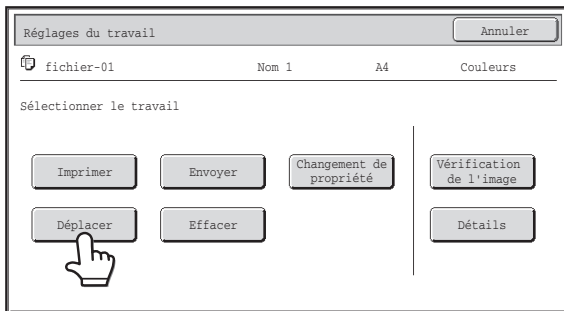 Réglages du travail
Annuler
fichier-01 Nom 1 A4 Couleurs
Sélectionner le travail
Imprimer
Envoyer
Changement de
propriété
Vérification
de l'image
Déplacer
Effacer
Détails